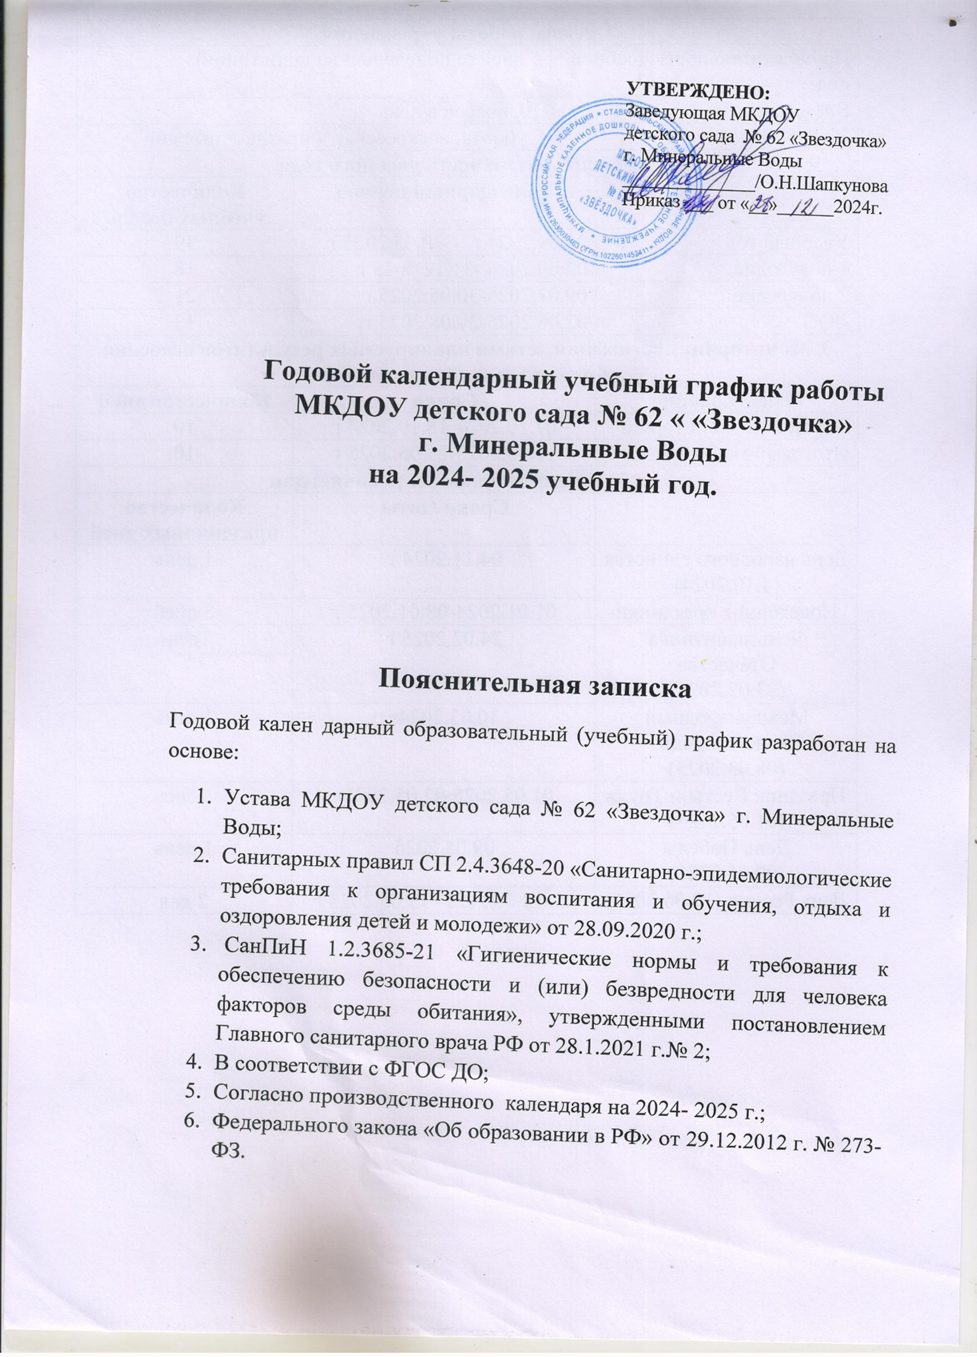 УТВЕРЖДЕНО:
Заведующая МКДОУ
детского сада № 62 «Звездочка»
г. Минеральные Воды
/О.Н.Шапкунова
Приказ от « » 12 2024г.
МКДОУ
ДЕТСКИЙ
«ЗВЁЗДОЧКА»
Годовой календарный учебный график работы
МКДОУ детского сада № 62 « «Звездочка»
г. Минеральнвые Воды
на 2024- 2025 учебный год.
Пояснительная записка
Годовой кален дарный образовательный (учебный) график разработан на
основе:
1. Устава МКДОУ детского сада № 62 «Звездочка» г. Минеральные
Воды;
2. Санитарных правил СП 2.4.3648-20 «Санитарно-эпидемиологические
требования к организациям воспитания и обучения, отдыха и
оздоровления детей и молодежи» от 28.09.2020 г.;
3. СанПиН 1.2.3685-21 «Гигиенические нормы и требования к
обеспечению безопасности и (или) безвредности для человека
факторов среды обитания», утвержденными постановлением
Главного санитарного врача РФ от 28.1.2021 г.№ 2;
4. В соответствии с ФГОС ДО;
5. Согласно производственного календаря на 2024- 2025 г.;
6. Федерального закона «Об образовании в РФ» от 29.12.2012 г. № 273-
ФЗ.